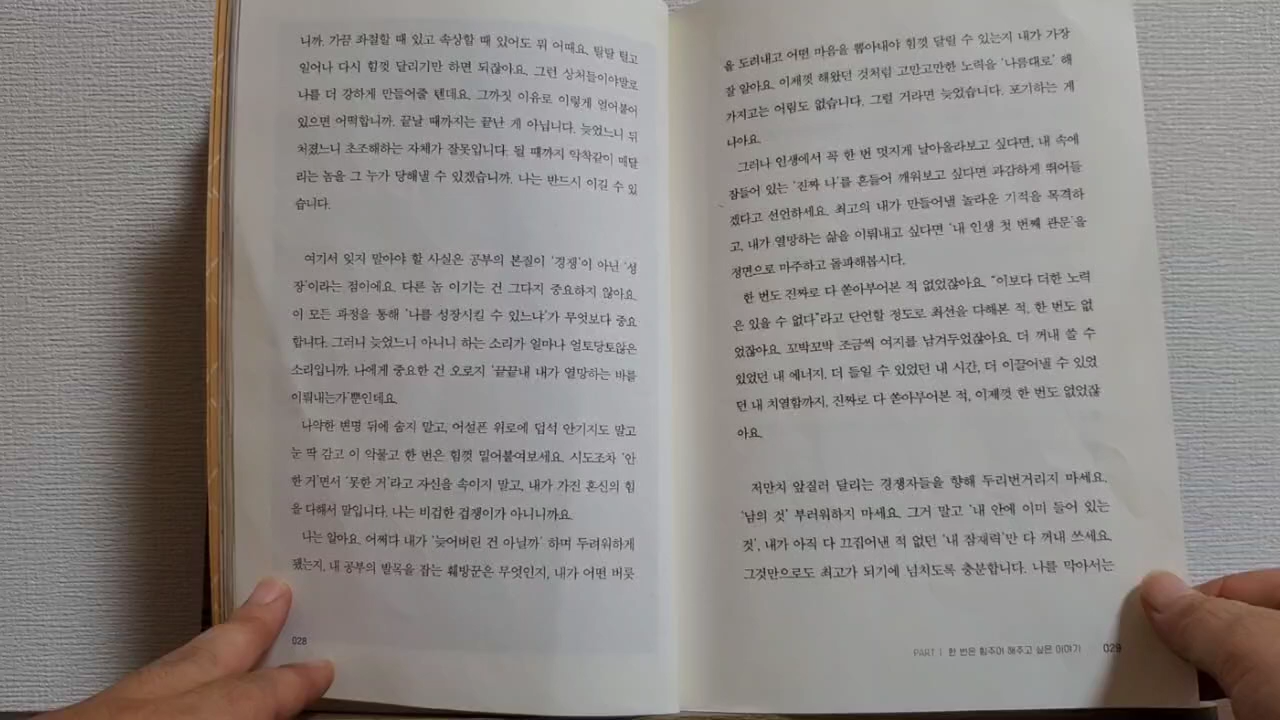 니까. 가끔 좌절할 때 있고 속상할 때 있어도 뭐 어때요. 탈탈 털고
일어나 다시 힘껏 달리기만 하면 되잖아요. 그런 상처들이야말로
나를 더 강하게 만들어줄 텐데요. 그까짓 이유로 이렇게 얼어붙어
있으면 어떡합니까. 끝날 때까지는 끝난 게 아닙니다. 늦었느니 뒤
처졌느니 초조해하는 자체가 잘못입니다. 될 때까지 악착같이 매달
리는 놈을 그 누가 당해낼 수 있겠습니까. 나는 반드시 이길 수 있
습니다.
여기서 잊지 말아야 할 사실은 공부의 본질이 ‘경쟁’이 아닌 ‘성
장’이라는 점이에요. 다른 놈 이기는 건 그다지 중요하지 않아요.
이 모든 과정을 통해 ‘나를 성장시킬 수 있느냐’가 무엇보다 중요
합니다. 그러니 늦었느니 아니니 하는 소리가 얼마나 얼토당토않은
소리입니까. 나에게 중요한 건 오로지 ‘끝끝내 내가 열망하는 바를
이뤄내는가’뿐인데요.
나약한 변명 뒤에 숨지 말고, 어설픈 위로에 덥석 안기지도 말고
눈 딱 감고 이 악물고 한 번은 힘껏 밀어붙여보세요. 시도조차 ‘안
한 거’면서 ‘못한 거’라고 자신을 속이지 말고, 내가 가진 혼신의 힘
을 다해서 말입니다. 나는 비겁한 겁쟁이가 아니니까요.
나는 알아요. 어쩌다 내가 ‘늦어버린 건 아닐까’ 하며 두려워하게
됐는지, 내 공부의 발목을 잡는 훼방꾼은 무엇인지, 내가 어떤 버릇
028
을 도려내고 어떤 마음을 뽑아내야 힘껏 달릴 수 있는지 내가 가장
잘 알아요. 이제껏 해왔던 것처럼 고만고만한 노력을 ‘나름대로’ 해
가지고는 어림도 없습니다. 그럴 거라면 늦었습니다. 포기하는 게
나아요.
그러나 인생에서 꼭 한 번 멋지게 날아올라보고 싶다면, 내 속에
잠들어 있는 ‘진짜 나’를 흔들어 깨워보고 싶다면 과감하게 뛰어들
겠다고 선언하세요. 최고의 내가 만들어낼 놀라운 기적을 목격하
고, 내가 열망하는 삶을 이뤄내고 싶다면 ‘내 인생 첫 번째 관문’을
정면으로 마주하고 돌파해봅시다.
한 번도 진짜로 다 쏟아부어본 적 없었잖아요. “이보다 더한 노력
은 있을 수 없다”라고 단언할 정도로 최선을 다해본 적, 한 번도 없
었잖아요. 꼬박꼬박 조금씩 여지를 남겨두었잖아요. 더 꺼내 쓸 수
있었던 내 에너지, 더 들일 수 있었던 내 시간, 더 이끌어낼 수 있었
던 내 치열함까지. 진짜로 다 쏟아부어본 적, 이제껏 한 번도 없었잖
아요.
저만치 앞질러 달리는 경쟁자들을 향해 두리번거리지 마세요.
‘남의 것’ 부러워하지 마세요. 그거 말고 ‘내 안에 이미 들어 있는
것’, 내가 아직 다 끄집어낸 적 없던 ‘내 잠재력’만 다 꺼내 쓰세요.
그것만으로도 최고가 되기에 넘치도록 충분합니다. 나를 막아서는
PART 1 한 번은 힘주어 해주고 싶은 이야기 029